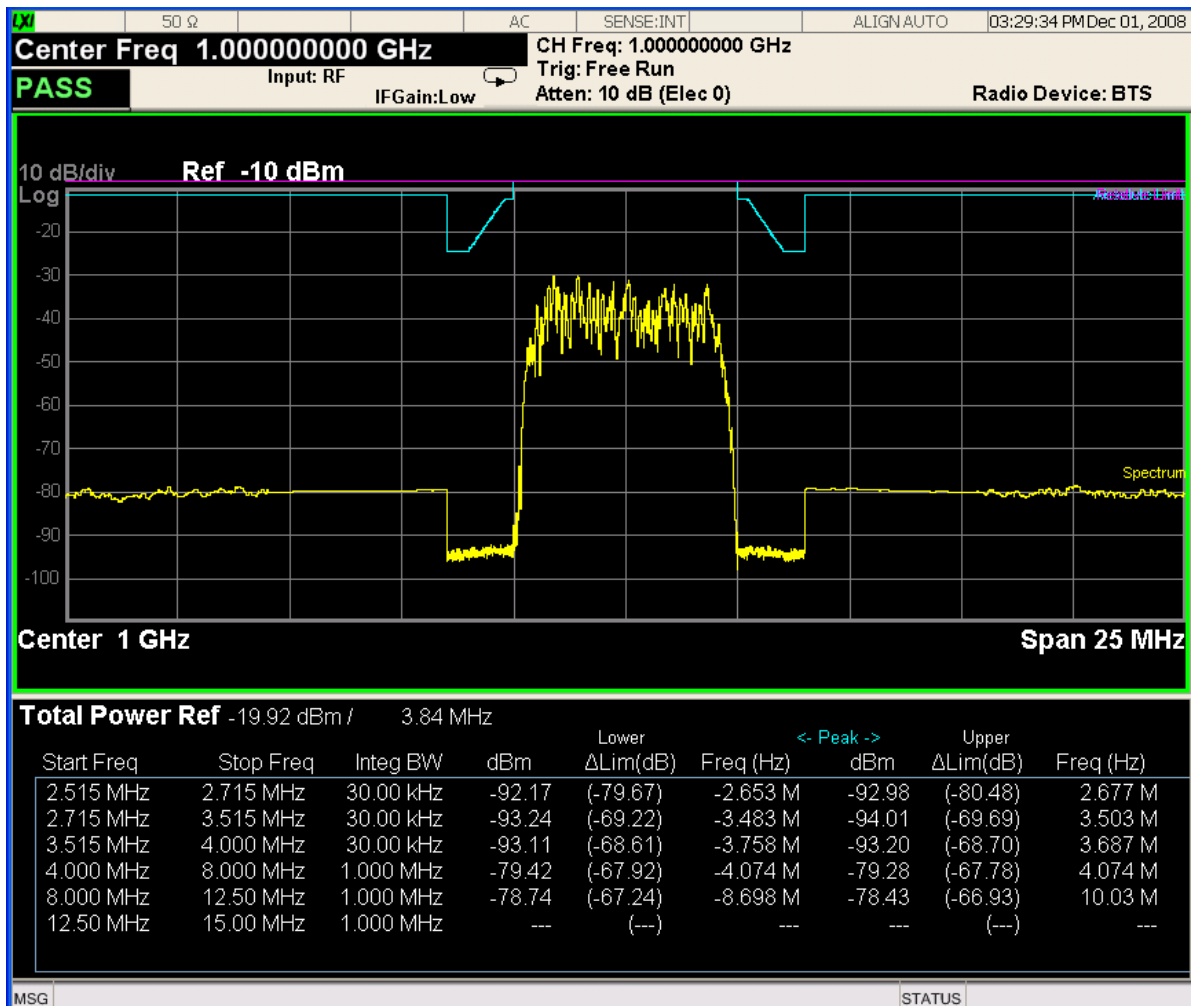 LXI 50 Ω AC SENSE:INT ALIGN AUTO 03:29:34 PM Dec 01, 2008
Center Freq 1.000000000 GHz CH Freq: 1.000000000 GHz
Input: RF Trig: Free Run
PASS IFGain:Low Atten: 10 dB (Elec 0) Radio Device: BTS
10 dB/div Ref -10 dBm
Log
-20
-30
-40
-50
-60
-70
Spectrum
-80
-90
-100
Center 1 GHz Span 25 MHz
Total Power Ref -19.92 dBm / 3.84 MHz
Lower <- Peak -> Upper
Start Freq Stop Freq Integ BW dBm ΔLim(dB) Freq (Hz) dBm ΔLim(dB) Freq (Hz)
2.515 MHz 2.715 MHz 30.00 kHz -92.17 (-79.67) -2.653 M -92.98 (-80.48) 2.677 M
2.715 MHz 3.515 MHz 30.00 kHz -93.24 (-69.22) -3.483 M -94.01 (-69.69) 3.503 M
3.515 MHz 4.000 MHz 30.00 kHz -93.11 (-68.61) -3.758 M -93.20 (-68.70) 3.687 M
4.000 MHz 8.000 MHz 1.000 MHz -79.42 (-67.92) -4.074 M -79.28 (-67.78) 4.074 M
8.000 MHz 12.50 MHz 1.000 MHz -78.74 (-67.24) -8.698 M -78.43 (-66.93) 10.03 M
12.50 MHz 15.00 MHz 1.000 MHz --- (---) --- --- (---) ---
MSG STATUS